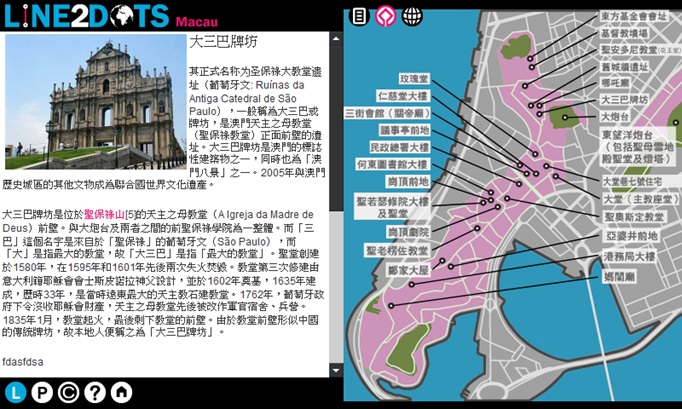 LINE2DOTS Macau
大三巴牌坊
其正式名称为圣保祿大教堂遗
址（葡萄牙文: Ruínas da
Antiga Catedral de São
Paulo），一般稱為大三巴或
牌坊，是澳門天主之母教堂
（聖保祿教堂）正面前壁的遺
址。大三巴牌坊是澳門的標誌
性建築物之一，同時也為「澳
門八景」之一。2005年與澳門
歷史城區的其他文物成為聯合國世界文化遺產。
大三巴牌坊是位於聖保祿山[5]的天主之母教堂（A Igreja da Madre de
Deus）前壁。與大炮台及兩者之間的前聖保祿學院為一整體。而「三
巴」這個名字是來自於「聖保祿」的葡萄牙文（São Paulo），而
「大」是指最大的教堂，故「大三巴」是指「最大的教堂」。聖堂創建
於1580年，在1595年和1601年先後兩次失火焚毀。教堂第三次修建由
意大利籍耶穌會會士斯皮諾拉神父設計，並於1602年奠基，1635年建
成，歷時33年，是當時遠東最大的天主教石建教堂。1762年，葡萄牙政
府下令沒收耶穌會財產，天主之母教堂先後被改作軍官宿舍、兵營。
1835年1月，教堂起火，最後剩下教堂的前壁。由於教堂前壁形似中國
的傳統牌坊，故本地人便稱之為「大三巴牌坊」。
fdasfdsa
L P C ?
東方基金會會址
基督教墳場
聖安多尼教堂(花王堂)
舊城牆遺址
哪吒廟
大三巴牌坊
大炮台
東望洋炮台
（包括聖母雪地
殿聖堂及燈塔）
大堂巷七號住宅
大堂（主教座堂）
聖奧斯定教堂
亞婆井前地
港務局大樓
媽閣廟
玫瑰堂
仁慈堂大樓
三街會館（關帝廟）
議事亭前地
民政總署大樓
何東圖書館大樓
崗頂前地
聖若瑟修院大樓
及聖堂
崗頂劇院
聖老楞佐教堂
鄭家大屋